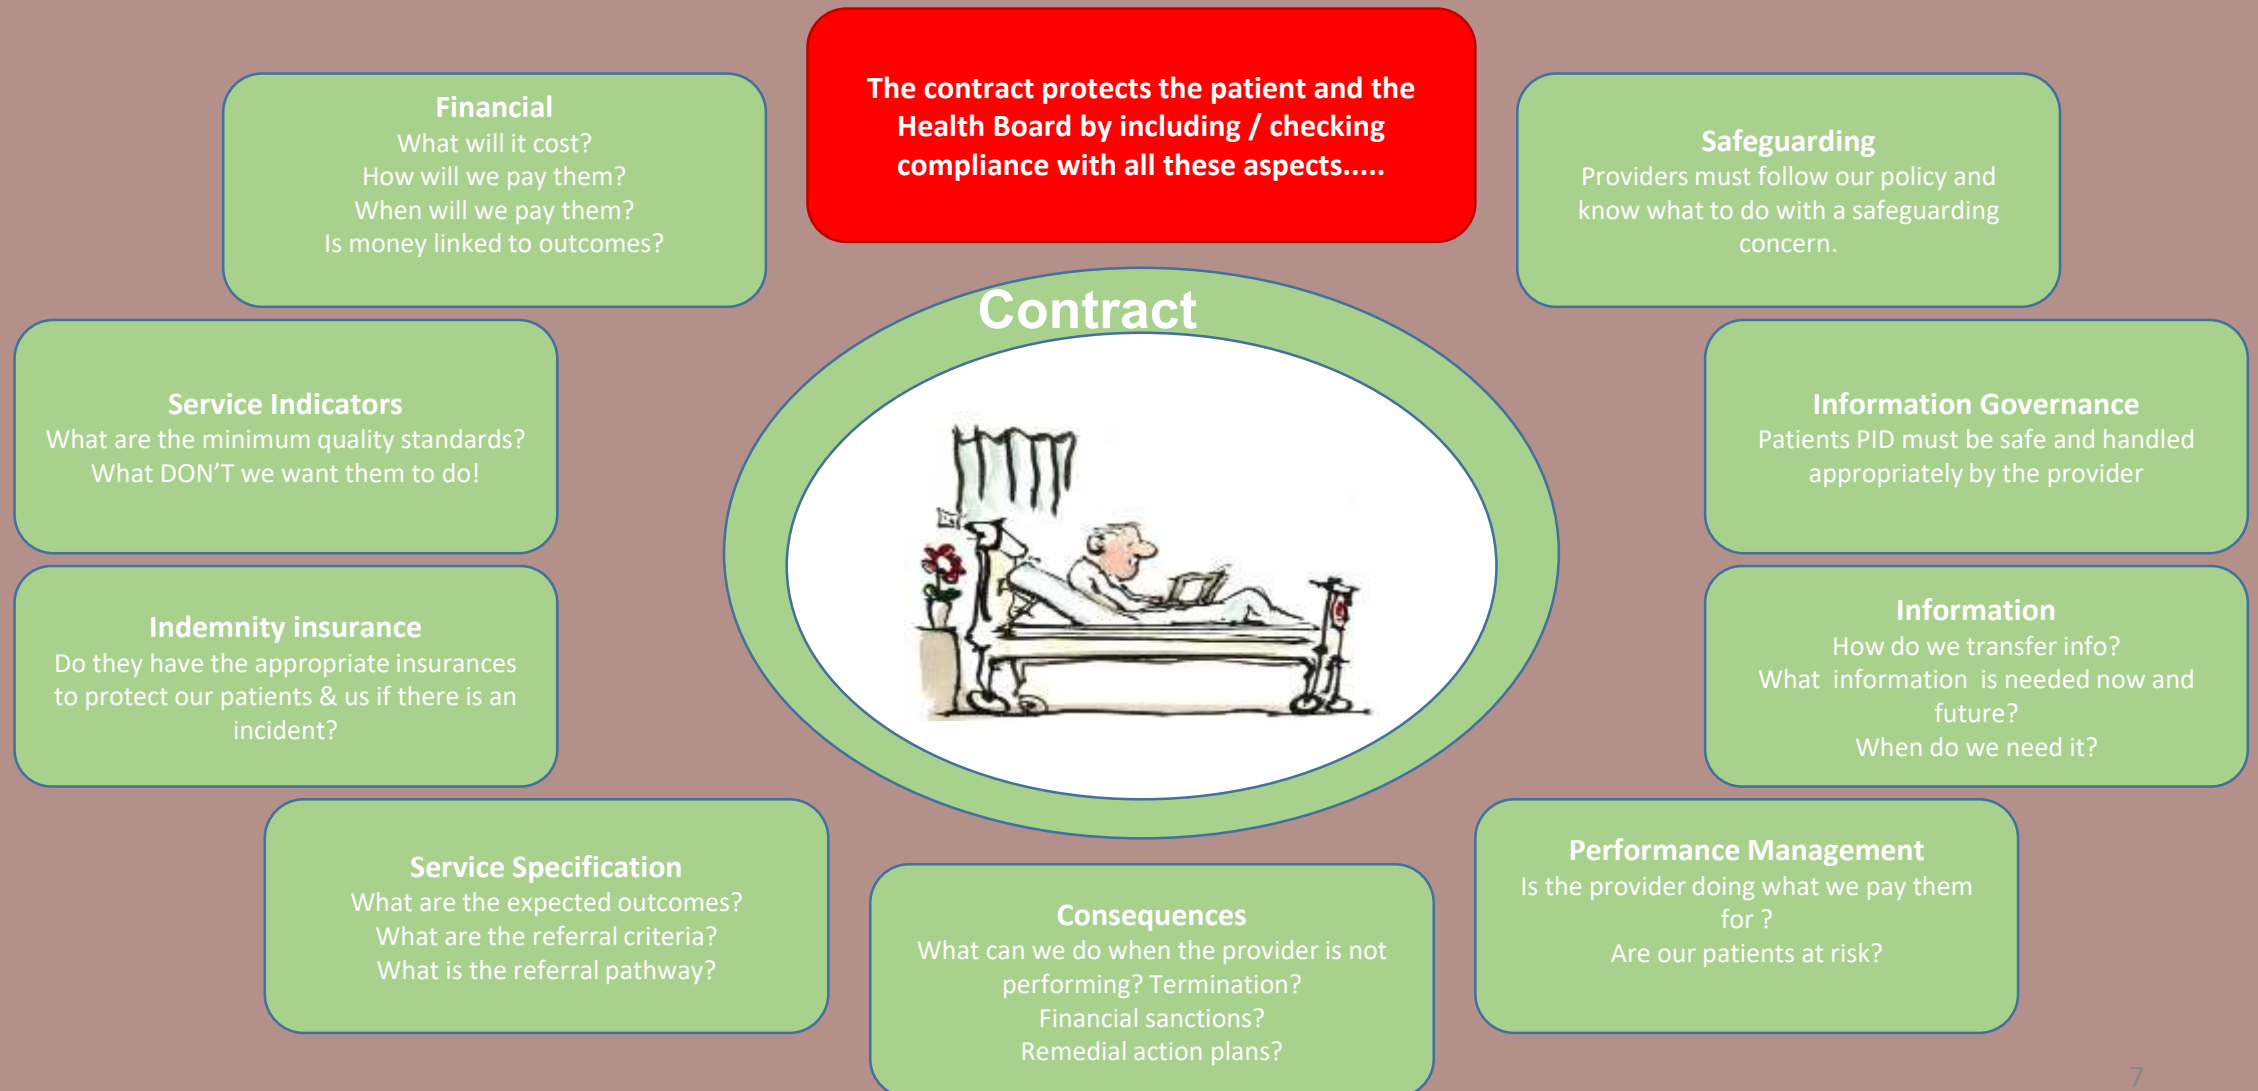 The contract protects the patient and the
Health Board by including / checking
compliance with all these aspects.....
Financial
What will it cost?
How will we pay them?
When will we pay them?
Is money linked to outcomes?
Safeguarding
Providers must follow our policy and
know what to do with a safeguarding
concern.
Contract
Service Indicators
What are the minimum quality standards?
What DON’T we want them to do!
Information Governance
Patients PID must be safe and handled
appropriately by the provider
Indemnity insurance
Do they have the appropriate insurances
to protect our patients & us if there is an
incident?
Information
How do we transfer info?
What  information  is needed now and
future?
When do we need it?
Service Specification
What are the expected outcomes?
What are the referral criteria?
What is the referral pathway?
Consequences
What can we do when the provider is not
performing? Termination?
Financial sanctions?
Remedial action plans?
Performance Management
Is the provider doing what we pay them
for ?
Are our patients at risk?
7